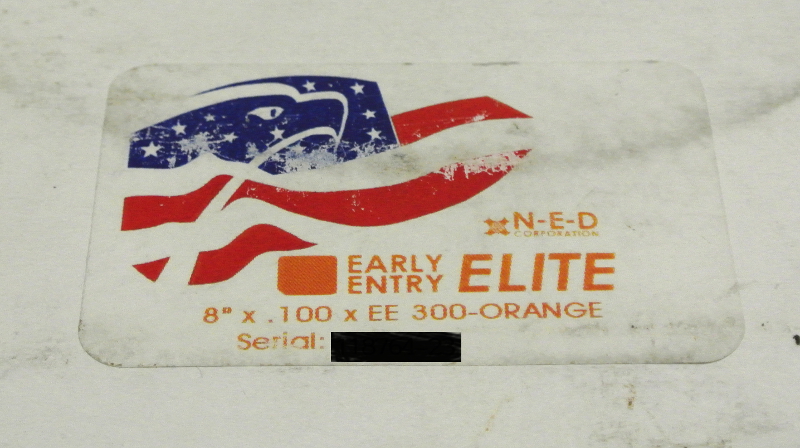 N-E-D
CORPORATION
EARLY
ENTRY ELITE
8" x .100 x EE 300-ORANGE
Serial: